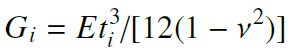 G_i = Et_i^3/[12(1 − ν^2)]